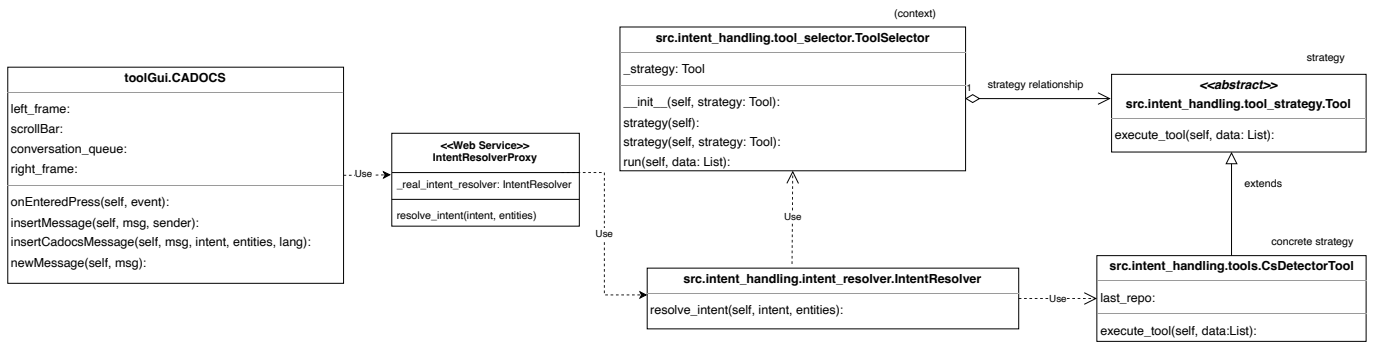 toolGui.CADOCS
left_frame:
scrollBar:
conversation_queue:
right_frame:
onEnteredPress(self, event):
insertMessage(self, msg, sender):
insertCadocsMessage(self, msg, intent, entities, lang):
newMessage(self, msg):
Use
<<Web Service>>
IntentResolverProxy
_real_intent_resolver: IntentResolver
resolve_intent(intent, entities)
Use
(context)
src.intent_handling.tool_selector.ToolSelector
_strategy: Tool
__init__(self, strategy: Tool):
strategy(self):
strategy(self, strategy: Tool):
run(self, data: List):
1
strategy relationship
Use
src.intent_handling.intent_resolver.IntentResolver
resolve_intent(self, intent, entities):
Use
strategy
<<abstract>>
src.intent_handling.tool_strategy.Tool
execute_tool(self, data: List):
extends
concrete strategy
src.intent_handling.tools.CsDetectorTool
last_repo:
execute_tool(self, data:List):